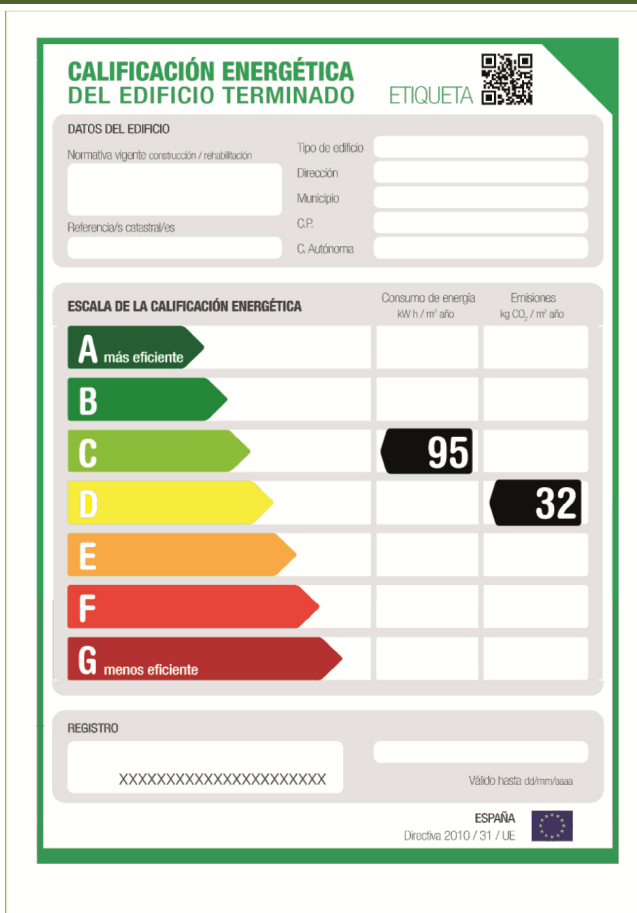 CALIFICACIÓN ENERGÉTICA
DEL EDIFICIO TERMINADO
ETIQUETA
DATOS DEL EDIFICIO
Normativa vigente construcción / rehabilitación
Referencia/s catastral/es
Tipo de edificio
Dirección
Municipio
C.P.
C. Autónoma
ESCALA DE LA CALIFICACIÓN ENERGÉTICA
Consumo de energía
kW h / m² año
Emisiones
kg CO₂ / m² año
A más eficiente
B
C
95
D
32
E
F
G menos eficiente
REGISTRO
XXXXXXXXXXXXXXXXXXXXXX
Válido hasta dd/mm/aaaa
ESPAÑA
Directiva 2010 / 31 / UE